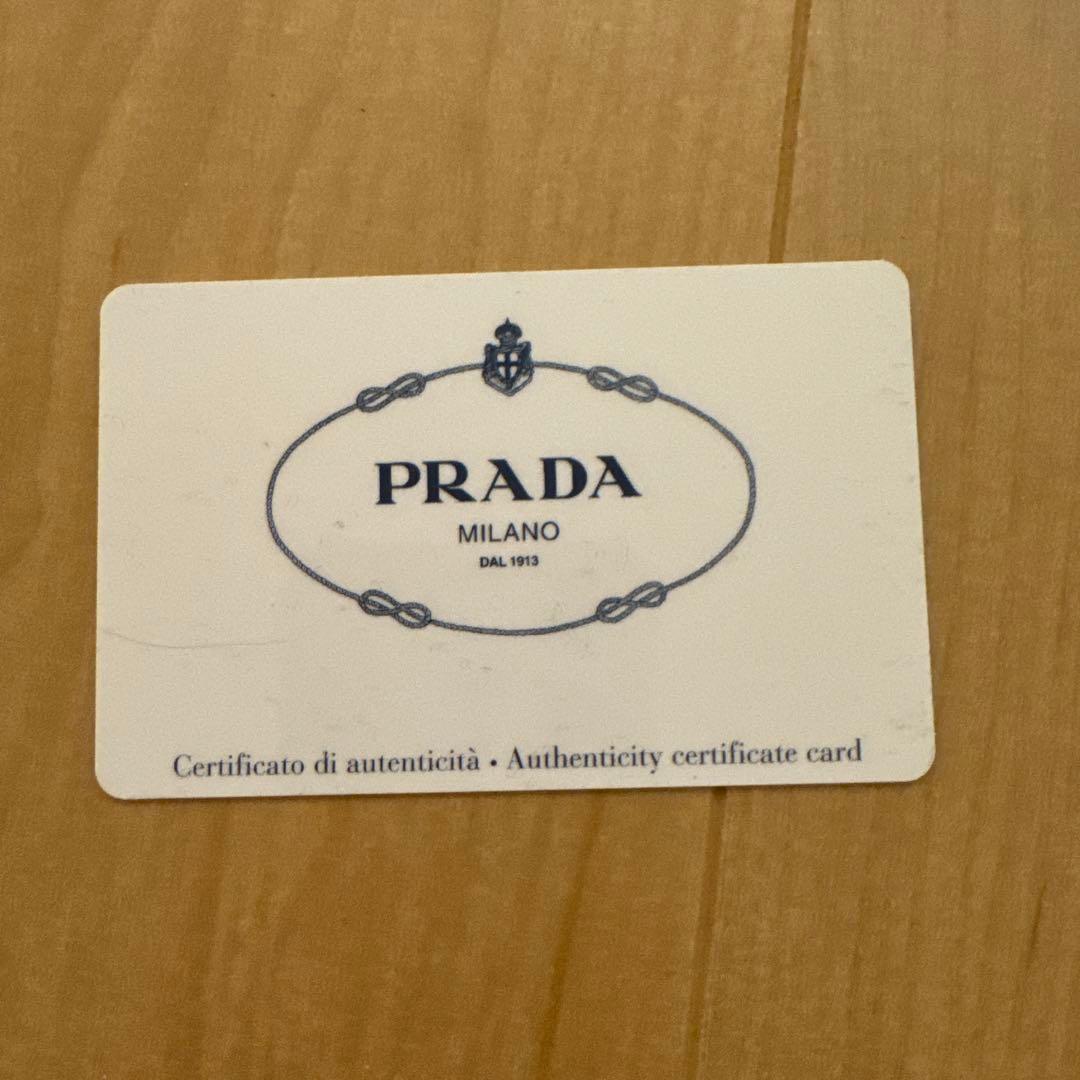 PRADA
MILANO
DAL 1913
Certificato di autenticità • Authenticity certificate card